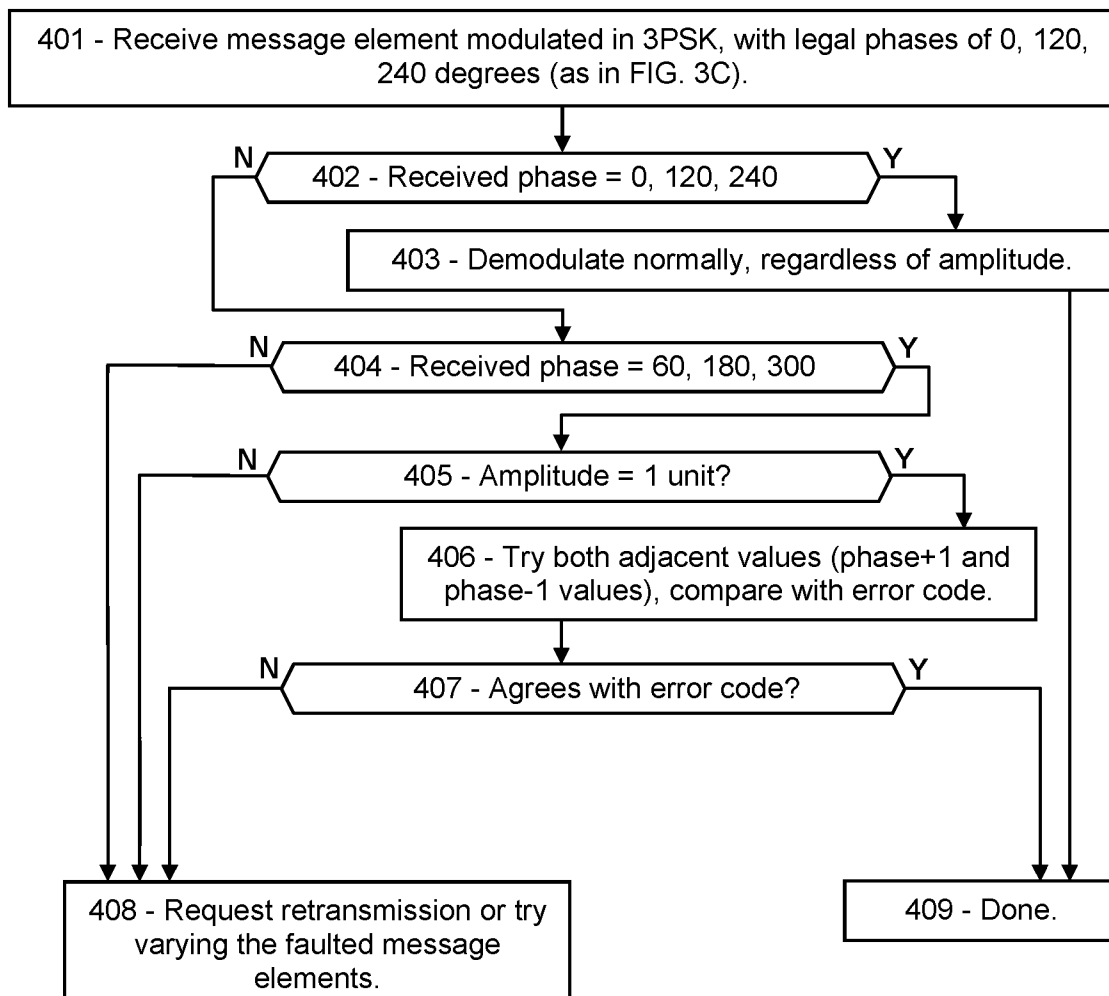 401 - Receive message element modulated in 3PSK, with legal phases of 0, 120,
240 degrees (as in FIG. 3C).
N
Y
402 - Received phase = 0, 120, 240
403 - Demodulate normally, regardless of amplitude.
N
Y
404 - Received phase = 60, 180, 300
N
Y
405 - Amplitude = 1 unit?
406 - Try both adjacent values (phase+1 and
phase-1 values), compare with error code.
N
Y
407 - Agrees with error code?
408 - Request retransmission or try
varying the faulted message
elements.
409 - Done.